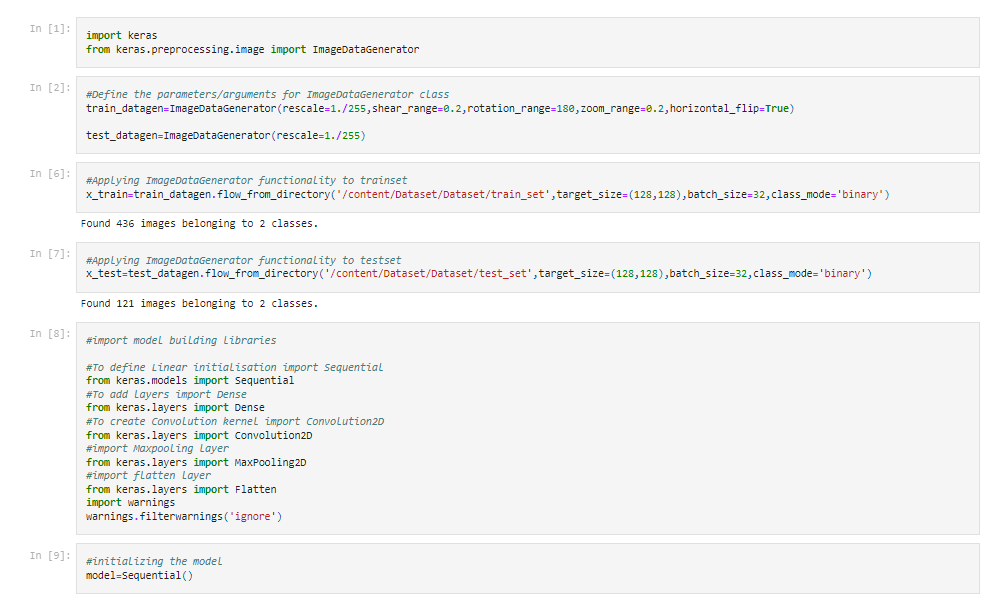 In [1]:
import keras
from keras.preprocessing.image import ImageDataGenerator
In [2]:
#Define the parameters/arguments for ImageDataGenerator class
train_datagen=ImageDataGenerator(rescale=1./255,shear_range=0.2,rotation_range=180,zoom_range=0.2,horizontal_flip=True)
test_datagen=ImageDataGenerator(rescale=1./255)
In [6]:
#Applying ImageDataGenerator functionality to trainset
x_train=train_datagen.flow_from_directory('/content/Dataset/Dataset/train_set',target_size=(128,128),batch_size=32,class_mode='binary')
Found 436 images belonging to 2 classes.
In [7]:
#Applying ImageDataGenerator functionality to testset
x_test=test_datagen.flow_from_directory('/content/Dataset/Dataset/test_set',target_size=(128,128),batch_size=32,class_mode='binary')
Found 121 images belonging to 2 classes.
In [8]:
#import model building libraries
#To define Linear initialisation import Sequential
from keras.models import Sequential
#To add layers import Dense
from keras.layers import Dense
#To create Convolution kernel import Convolution2D
from keras.layers import Convolution2D
#import Maxpooling layer
from keras.layers import MaxPooling2D
#import flatten layer
from keras.layers import Flatten
import warnings
warnings.filterwarnings('ignore')
In [9]:
#initializing the model
model=Sequential()